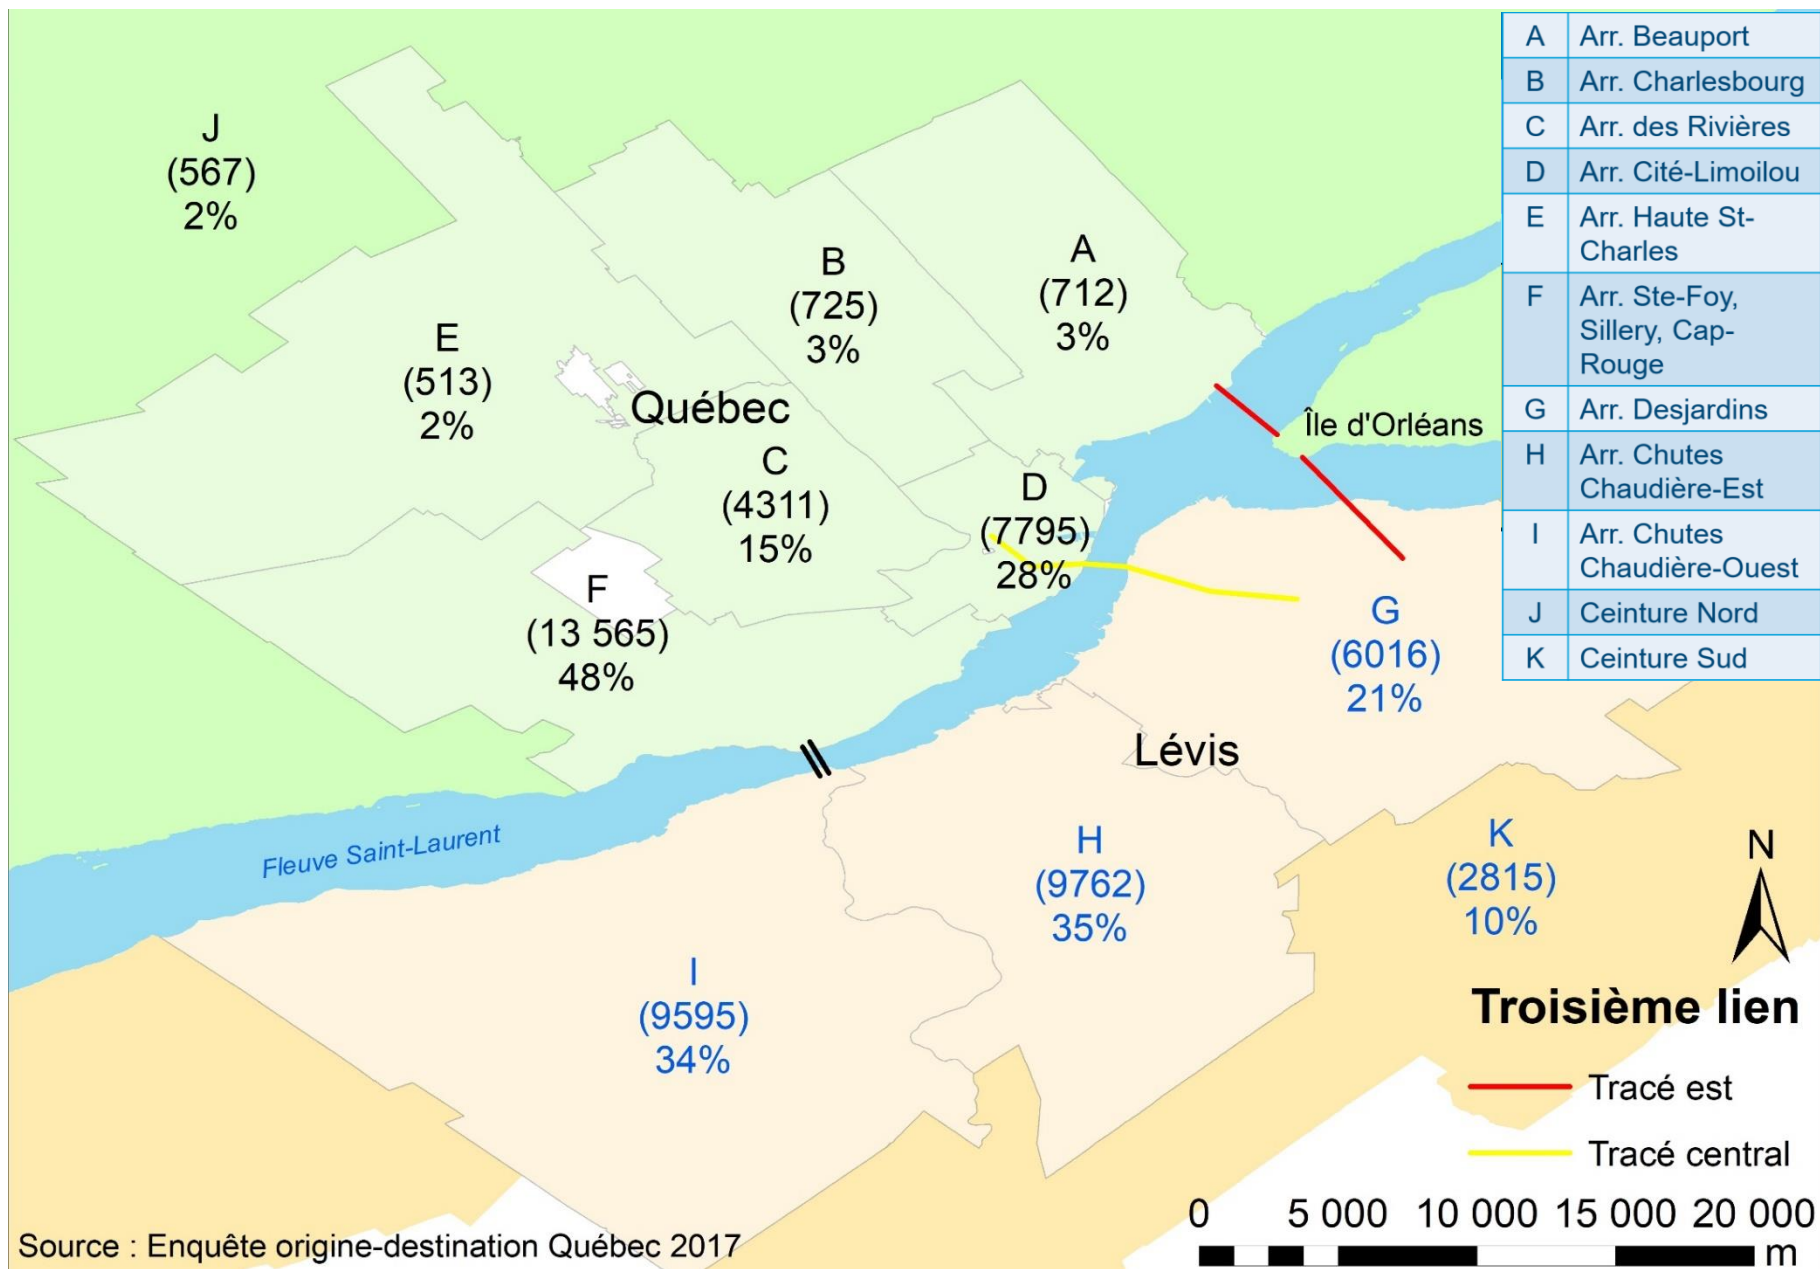 J
(567)
2%
E
(513)
2%
B
(725)
3%
A
(712)
3%
Québec
C
(4311)
15%
D
(7795)
28%
F
(13 565)
48%
Île d'Orléans
G
(6016)
21%
Lévis
Fleuve Saint-Laurent
H
(9762)
35%
K
(2815)
10%
I
(9595)
34%
A Arr. Beauport
B Arr. Charlesbourg
C Arr. des Rivières
D Arr. Cité-Limoilou
E Arr. Haute St-
Charles
F Arr. Ste-Foy,
Sillery, Cap-
Rouge
G Arr. Desjardins
H Arr. Chutes
Chaudière-Est
I Arr. Chutes
Chaudière-Ouest
J Ceinture Nord
K Ceinture Sud
N
Troisième lien
Tracé est
Tracé central
0 5 000 10 000 15 000 20 000
m
Source : Enquête origine-destination Québec 2017